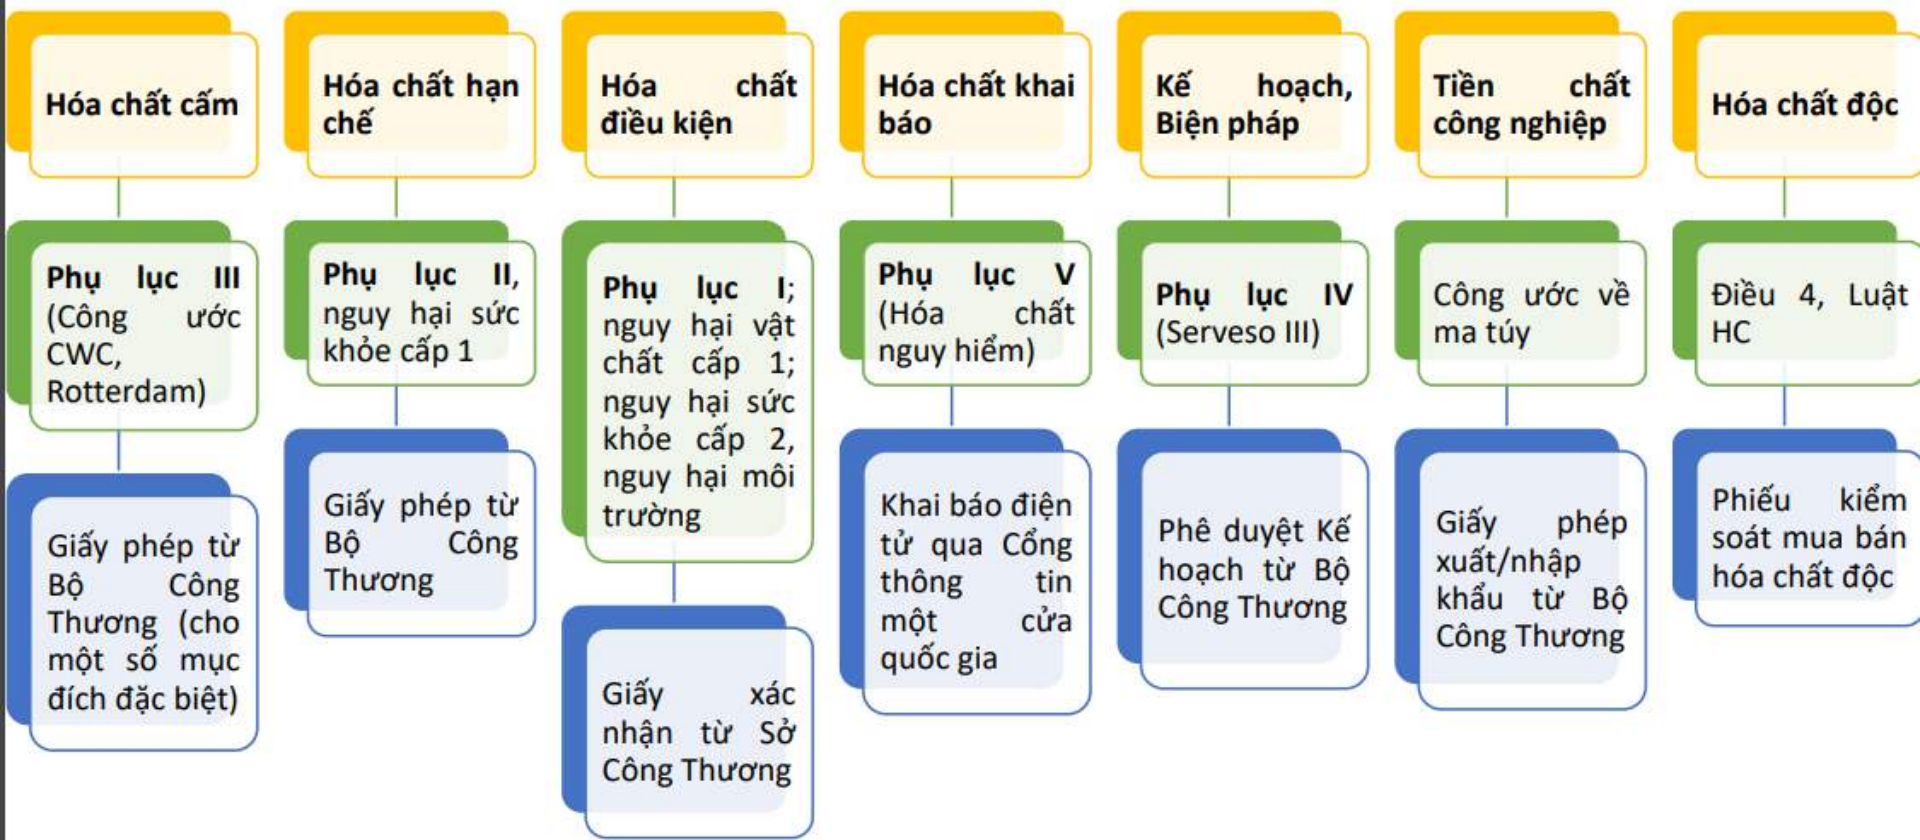 Hóa chất cấm
Phụ lục III
(Công ước
CWC,
Rotterdam)
Giấy phép từ
Bộ Công
Thương (cho
một số mục
đích đặc biệt)
Hóa chất hạn
chế
Phụ lục II,
nguy hại sức
khỏe cấp 1
Giấy phép từ
Bộ Công
Thương
Hóa chất
điều kiện
Phụ lục I;
nguy hại vật
chất cấp 1;
nguy hại sức
khỏe cấp 2,
nguy hại môi
trường
Giấy xác
nhận từ Sở
Công Thương
Hóa chất khai
báo
Phụ lục V
(Hóa chất
nguy hiểm)
Khai báo điện
tử qua Cổng
thông tin
một cửa
quốc gia
Kế hoạch,
Biện pháp
Phụ lục IV
(Serveso III)
Phê duyệt Kế
hoạch từ Bộ
Công Thương
Tiền chất
công nghiệp
Công ước về
ma túy
Giấy phép
xuất/nhập
khẩu từ Bộ
Công Thương
Hóa chất độc
Điều 4, Luật
HC
Phiếu kiểm
soát mua bán
hóa chất độc